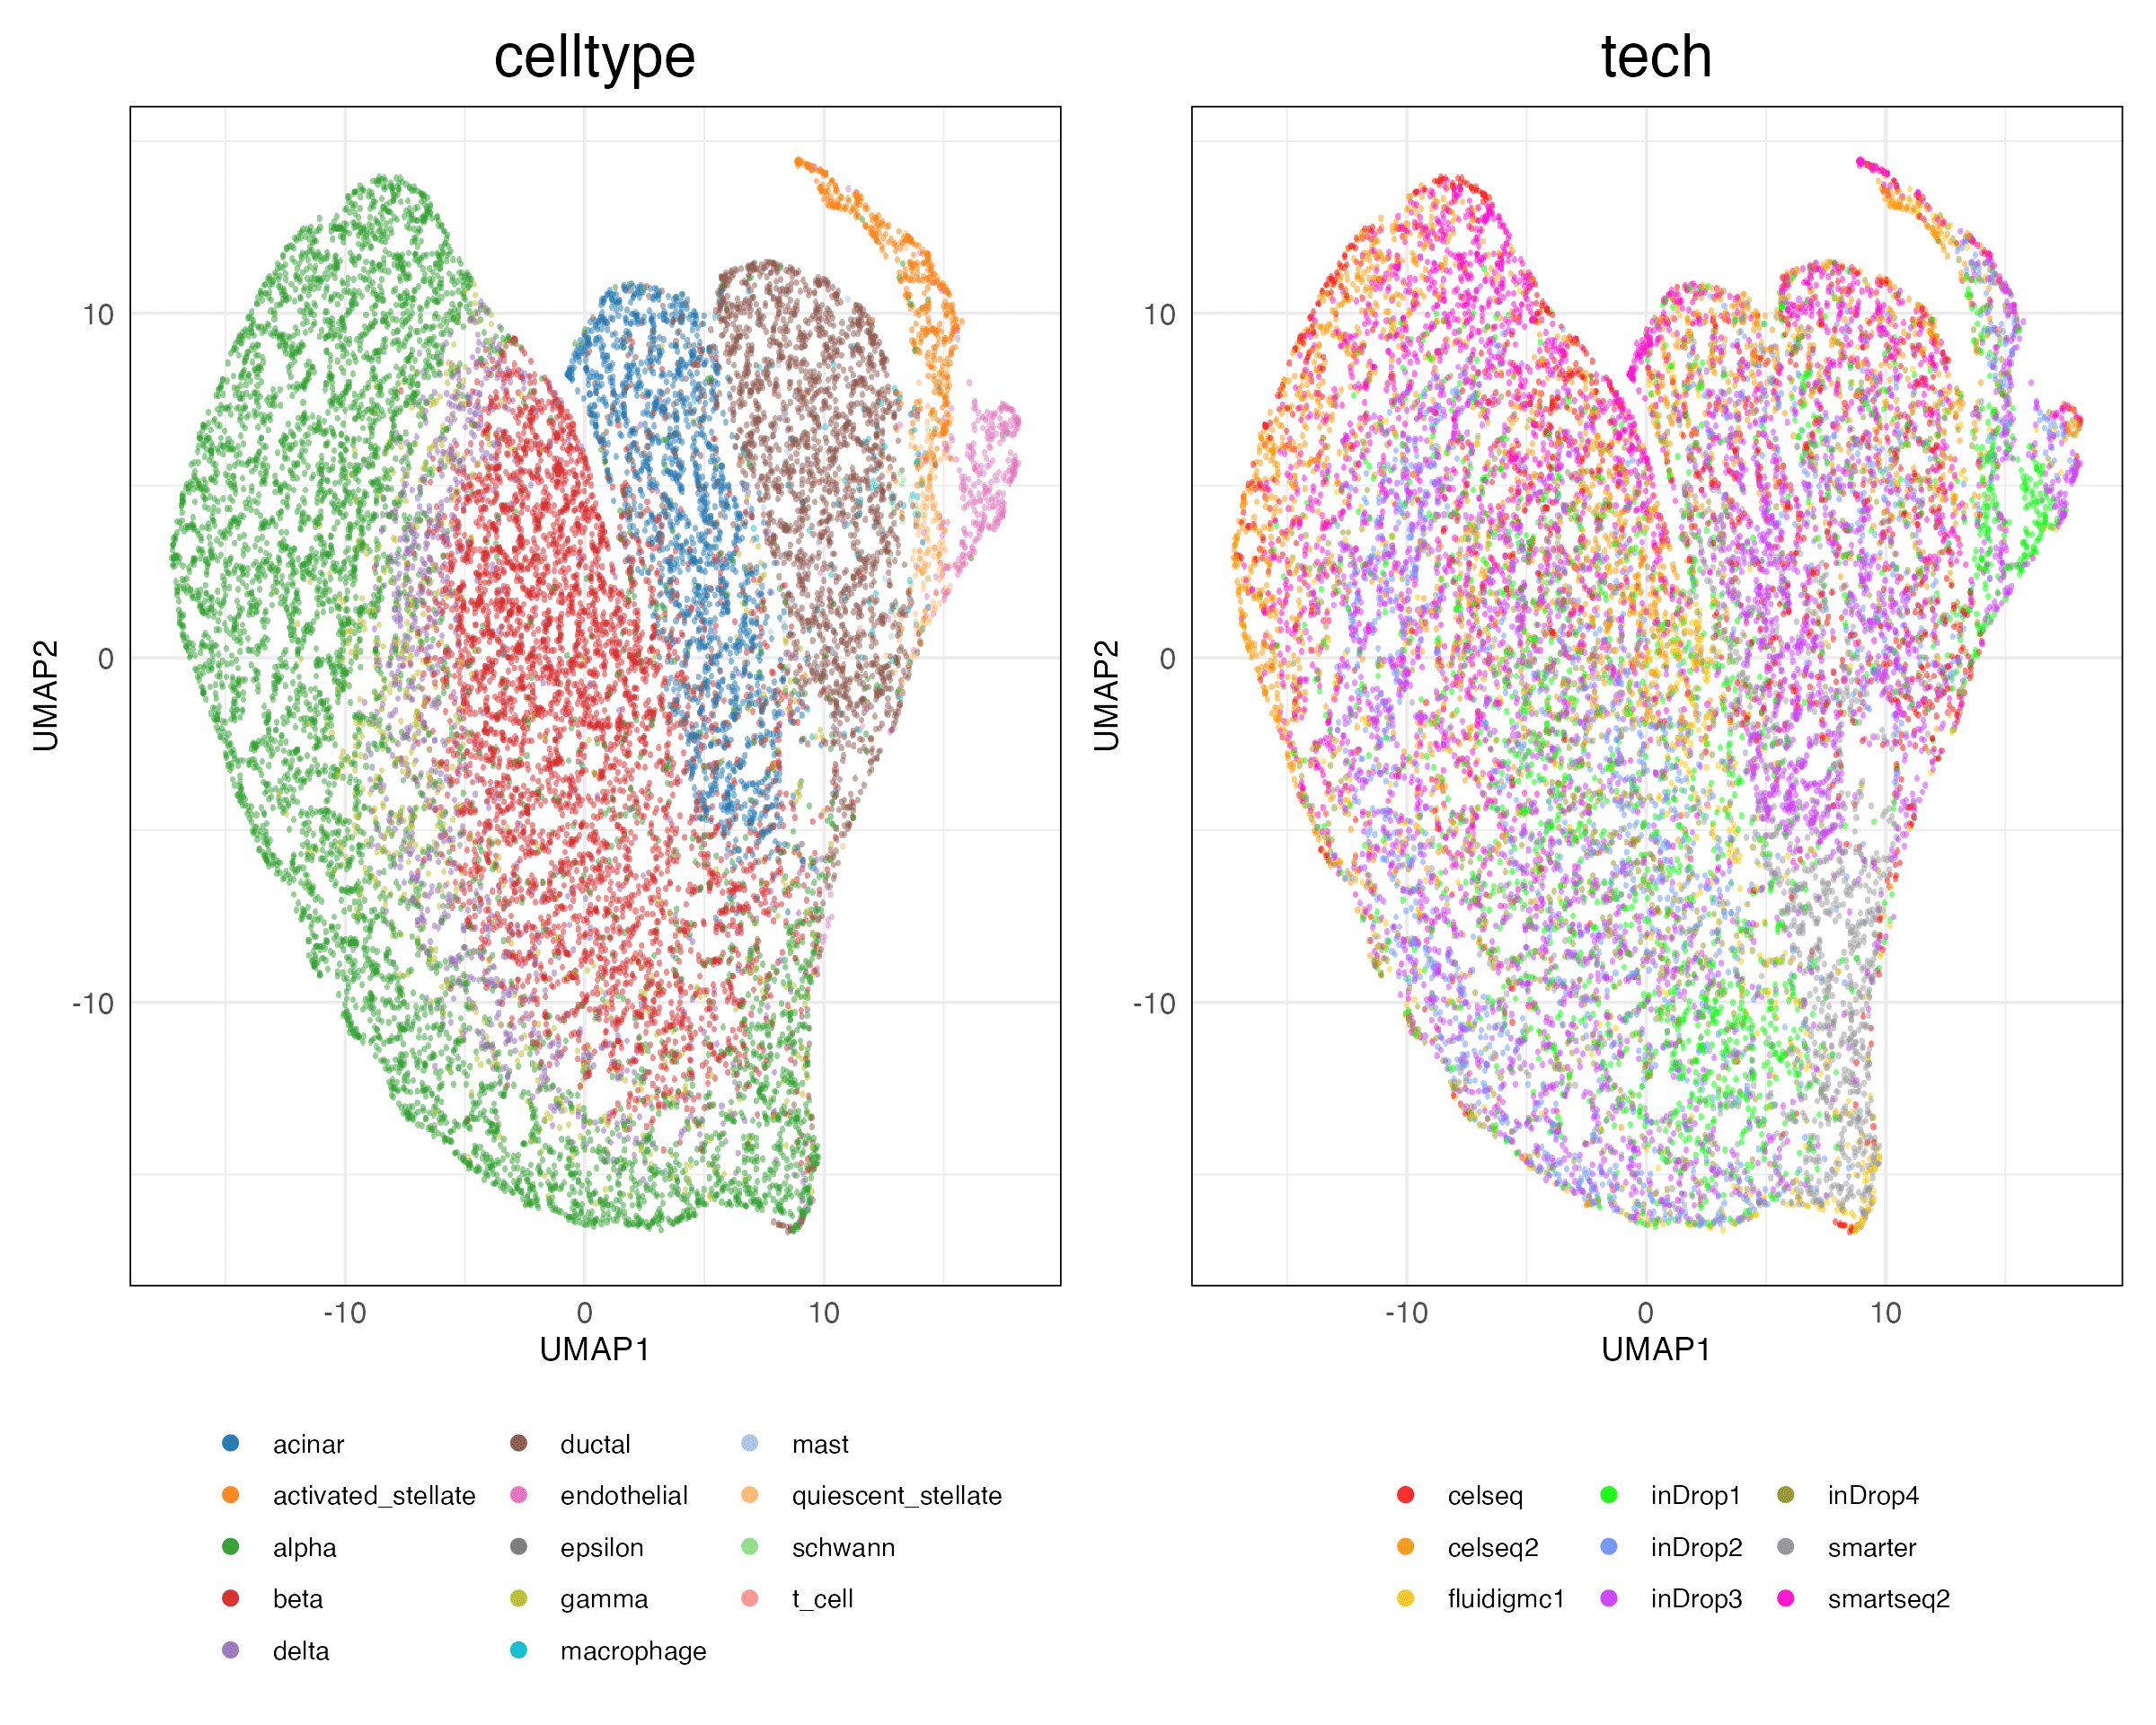 celltype
tech
UMAP2
10
0
-10
-10
0
10
UMAP1
UMAP2
10
0
-10
-10
0
10
UMAP1
acinar
activated_stellate
alpha
beta
delta
ductal
endothelial
epsilon
gamma
macrophage
mast
quiescent_stellate
schwann
t_cell
celseq
celseq2
fluidigmc1
inDrop1
inDrop2
inDrop3
inDrop4
smarter
smartseq2